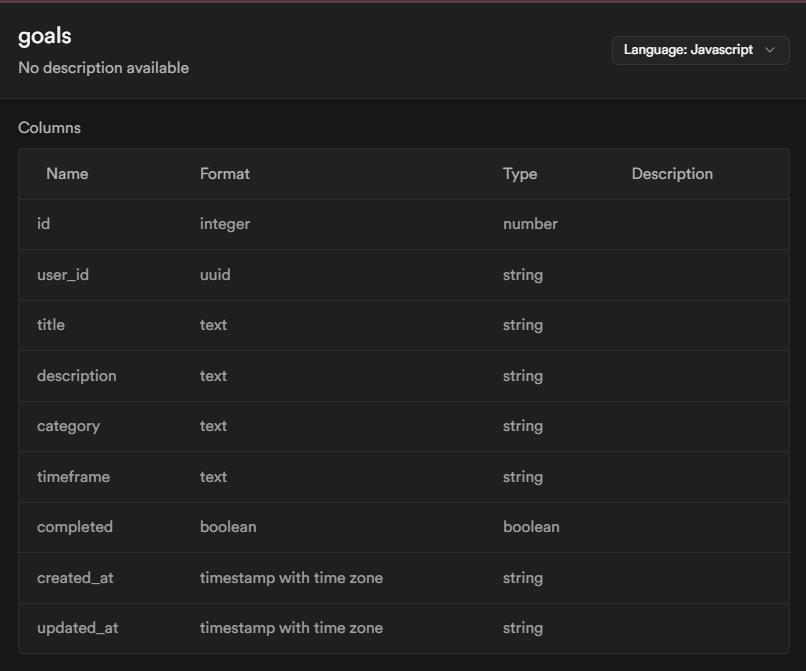 goals
No description available
Language: Javascript
Columns
Name Format Type Description
id integer number
user_id uuid string
title text string
description text string
category text string
timeframe text string
completed boolean boolean
created_at timestamp with time zone string
updated_at timestamp with time zone string